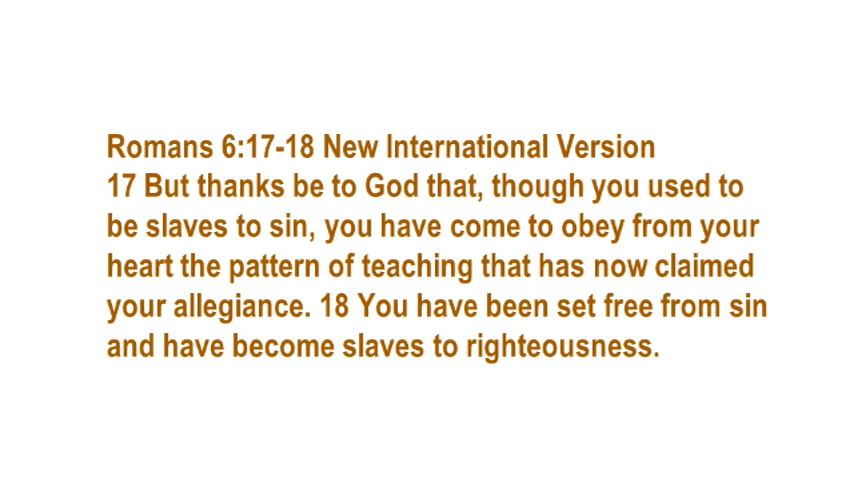 Romans 6:17-18 New International Version
17 But thanks be to God that, though you used to
be slaves to sin, you have come to obey from your
heart the pattern of teaching that has now claimed
your allegiance. 18 You have been set free from sin
and have become slaves to righteousness.